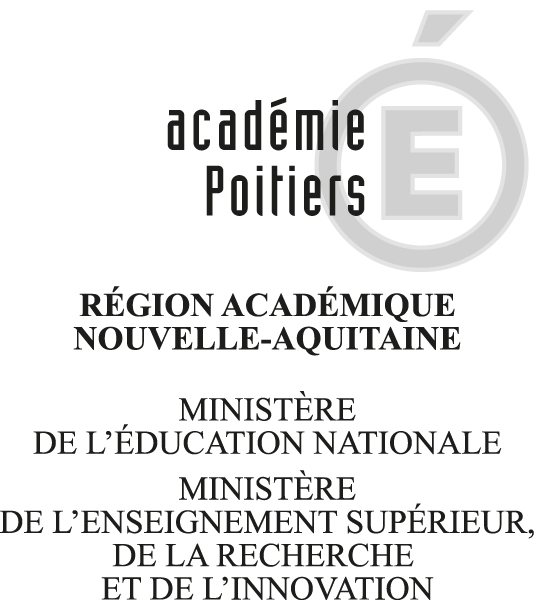 académie
Poitiers
É
RÉGION ACADÉMIQUE
NOUVELLE-AQUITAINE
MINISTÈRE
DE L’ÉDUCATION NATIONALE
MINISTÈRE
DE L’ENSEIGNEMENT SUPÉRIEUR,
DE LA RECHERCHE
ET DE L’INNOVATION